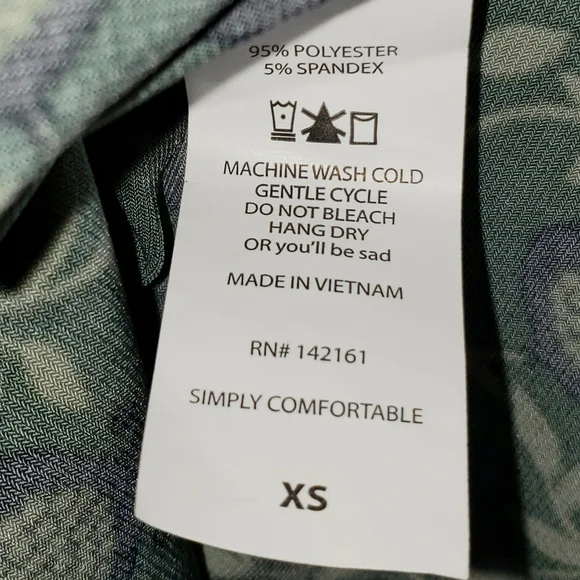 95% POLYESTER
5% SPANDEX
MACHINE WASH COLD
GENTLE CYCLE
DO NOT BLEACH
HANG DRY
OR you'll be sad
MADE IN VIETNAM
RN# 142161
SIMPLY COMFORTABLE
XS